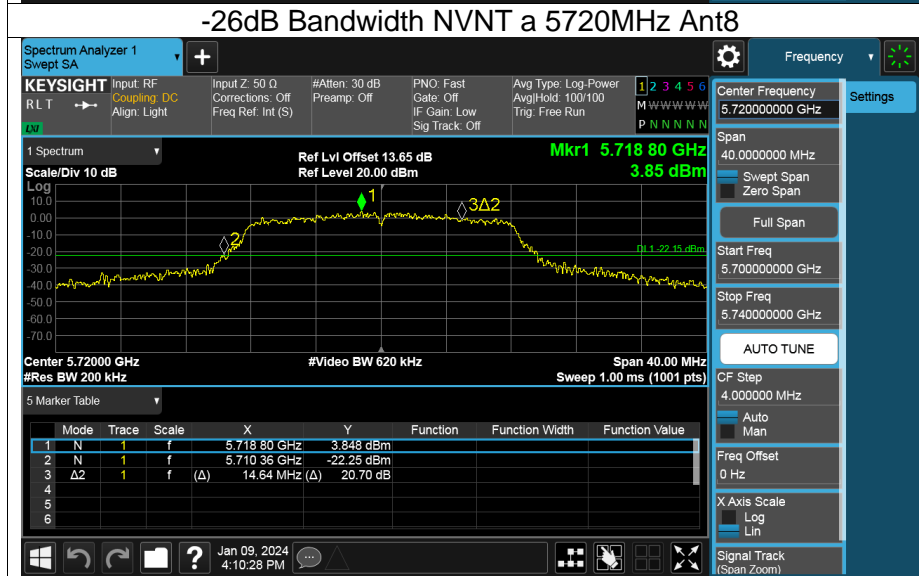 -26dB Bandwidth NVNT a 5720MHz Ant8
Spectrum Analyzer 1
Swept SA
+
Frequency
KEYSIGHT
RLT
LXI
Input: RF
Coupling: DC
Align: Light
Input Z: 50 Ω
Corrections: Off
Freq Ref: Int (S)
#Atten: 30 dB
Preamp: Off
PNO: Fast
Gate: Off
IF Gain: Low
Sig Track: Off
Avg Type: Log-Power
Avg|Hold: 100/100
Trig: Free Run
1 2 3 4 5 6
M W W W W W
P N N N N N
Center Frequency
5.720000000 GHz
Settings
1 Spectrum
Scale/Div 10 dB
Ref Lvl Offset 13.65 dB
Ref Level 20.00 dBm
Mkr1 5.718 80 GHz
3.85 dBm
Span
40.0000000 MHz
Swept Span
Zero Span
Full Span
Start Freq
5.700000000 GHz
Stop Freq
5.740000000 GHz
AUTO TUNE
CF Step
4.000000 MHz
Auto
Man
Freq Offset
0 Hz
X Axis Scale
Log
Lin
Signal Track
(Span Zoom)
Log
10.0
0.00
-10.0
-20.0
-30.0
-40.0
-50.0
-60.0
-70.0
1
2
3Δ2
DL1 -22.15 dBm
Center 5.72000 GHz
#Video BW 620 kHz
Span 40.00 MHz
#Res BW 200 kHz
Sweep 1.00 ms (1001 pts)
5 Marker Table
Mode Trace Scale X Y Function Function Width Function Value
1 N 1 f 5.718 80 GHz 3.848 dBm
2 N 1 f 5.710 36 GHz -22.25 dBm
3 Δ2 1 f (Δ) 14.64 MHz (Δ) 20.70 dB
4
5
6
?
Jan 09, 2024
4:10:28 PM